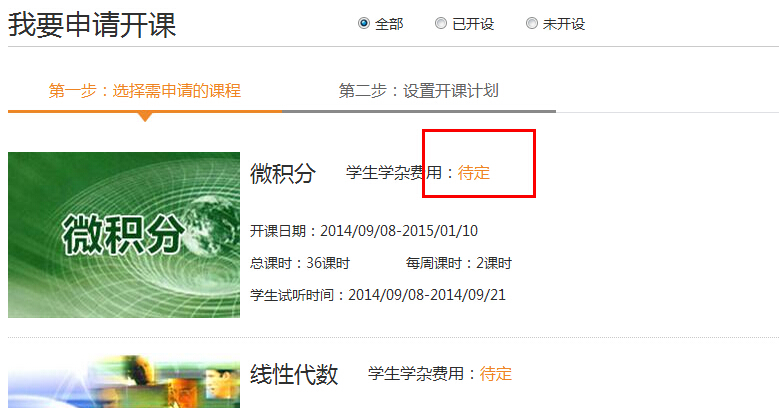 我要申请开课
全部 已开设 未开设
第一步：选择需申请的课程 第二步：设置开课计划
微积分
微积分 学生学杂费用：待定
开课日期：2014/09/08-2015/01/10
总课时：36课时 每周课时：2课时
学生试听时间：2014/09/08-2014/09/21
线性代数 学生学杂费用：待定